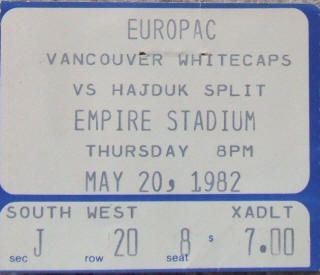 EUROPAC
VANCOUVER WHITECAPS
VS HAJDUK SPLIT
EMPIRE STADIUM
THURSDAY 8PM
MAY 20, 1982
SOUTH WEST XADLT
sec J row 20 seat 8 s 7.00